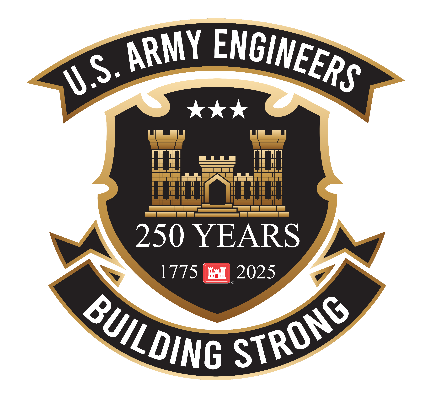 U.S. ARMY ENGINEERS
250 YEARS
1775 2025
BUILDING STRONG